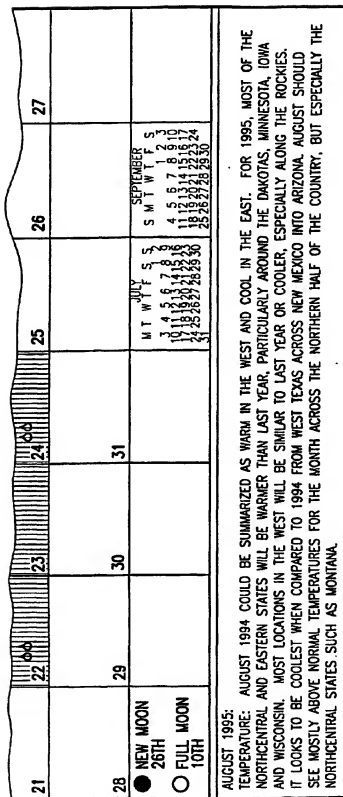 21 22 23 24 25 26 27
28 29 30 31
NEW MOON
26TH
FULL MOON
10TH
JULY
M T W T F S S
1 2
3 4 5 6 7 8 9
10 11 12 13 14 15 16
17 18 19 20 21 22 23
24 25 26 27 28 29 30
31
SEPTEMBER
S M T W T F S
1 2 3
4 5 6 7 8 9 10
11 12 13 14 15 16 17
18 19 20 21 22 23 24
25 26 27 28 29 30
AUGUST 1995:
TEMPERATURE: AUGUST 1994 COULD BE SUMMARIZED AS WARM IN THE WEST AND COOL IN THE EAST. FOR 1995, MOST OF THE
NORTHCENTRAL AND EASTERN STATES WILL BE WARMER THAN LAST YEAR, PARTICULARLY AROUND THE DAKOTAS, MINNESOTA, IOWA
AND WISCONSIN. MOST LOCATIONS IN THE WEST WILL BE SIMILAR TO LAST YEAR OR COOLER, ESPECIALLY ALONG THE ROCKIES.
IT LOOKS TO BE COOLEST WHEN COMPARED TO 1994 FROM WEST TEXAS ACROSS NEW MEXICO INTO ARIZONA. AUGUST SHOULD
SEE MOSTLY ABOVE NORMAL TEMPERATURES FOR THE MONTH ACROSS THE NORTHERN HALF OF THE COUNTRY, BUT ESPECIALLY THE
NORTHCENTRAL STATES SUCH AS MONTANA.